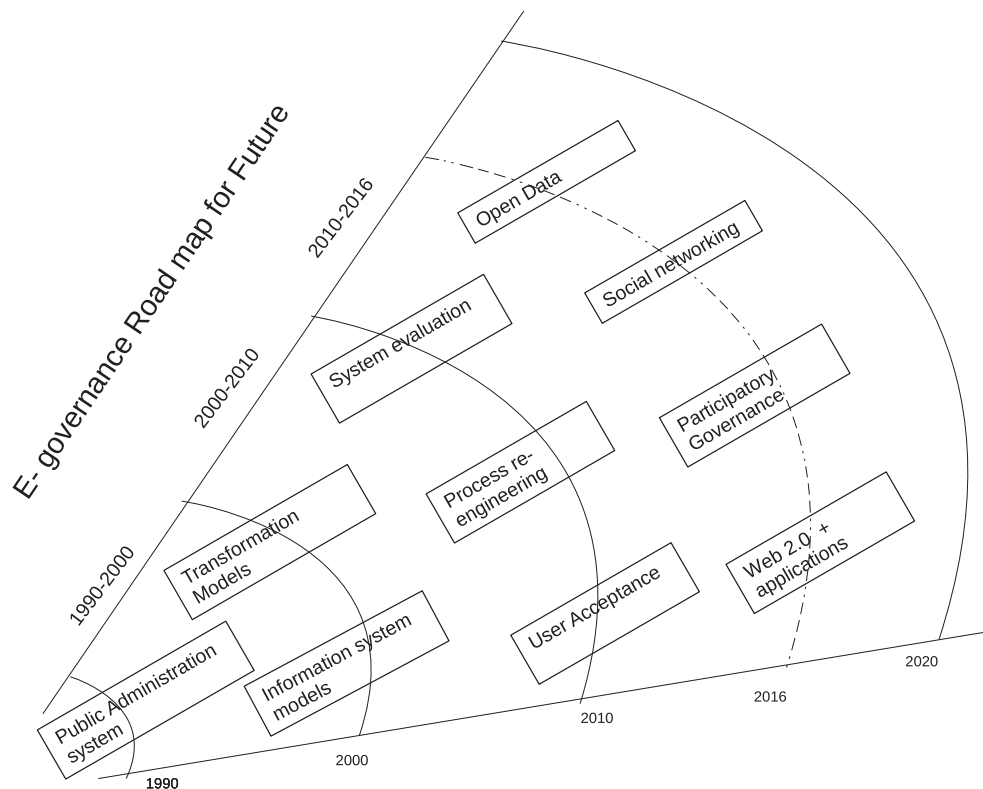 E- governance Road map for Future
2010-2016
2000-2010
1990-2000
Open Data
Social networking
System evaluation
Participatory
Governance
Process re-
engineering
Web 2.0 +
applications
Transformation
Models
User Acceptance
Information system
models
Public Administration
system
1990
2000
2010
2016
2020